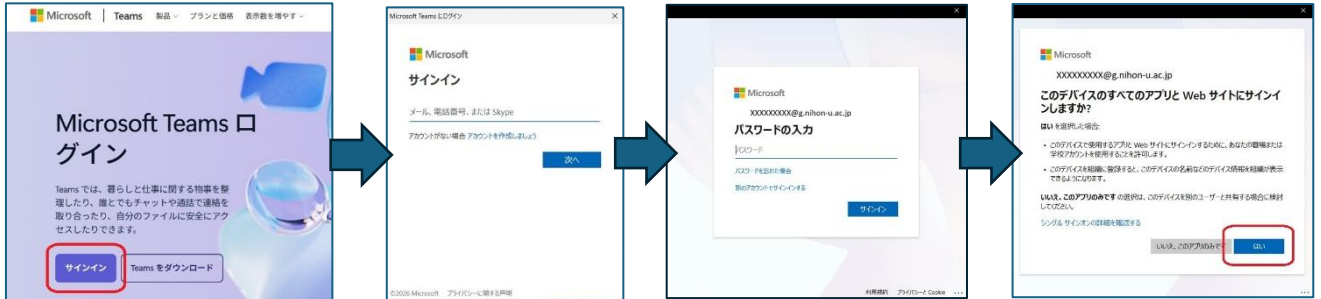 Microsoft | Teams 製品 プランと価格 表示数を増やす
Microsoft Teams ロ
グイン
Teams では、暮らしと仕事に関する物事を整
理したり、誰とでもチャットや通話で連絡を
取り合ったり、自分のファイルに安全にアク
セスしたりできます。
サインイン
Teams をダウンロード
Microsoft Teams にログイン
Microsoft
サインイン
メール、電話番号、または Skype
アカウントがない場合 アカウントを作成しましょう
次へ
©2026 Microsoft プライバシーに関する声明
Microsoft
XXXXXXXXX@g.nihon-u.ac.jp
パスワードの入力
パスワード
パスワードを忘れた場合
別のアカウントでサインインする
サインイン
利用規約 プライバシーと Cookie ...
Microsoft
XXXXXXXXX@g.nihon-u.ac.jp
このデバイスのすべてのアプリと Web サイトにサインイ
ンしますか?
はい を選択した場合:
• このデバイスで使用するアプリと Web サイトにサインインするために、あなたの職場または
学校アカウントを使用することを許可します。
• このデバイスを組織に登録すると、このデバイスの名前などのデバイス情報を組織が表示
できるようになります。
いいえ、このアプリのみです の選択は、このデバイスを別のユーザーと共有する場合に検討
してください。
シングル サインオンの詳細を確認する
いいえ、このアプリのみです
はい
...